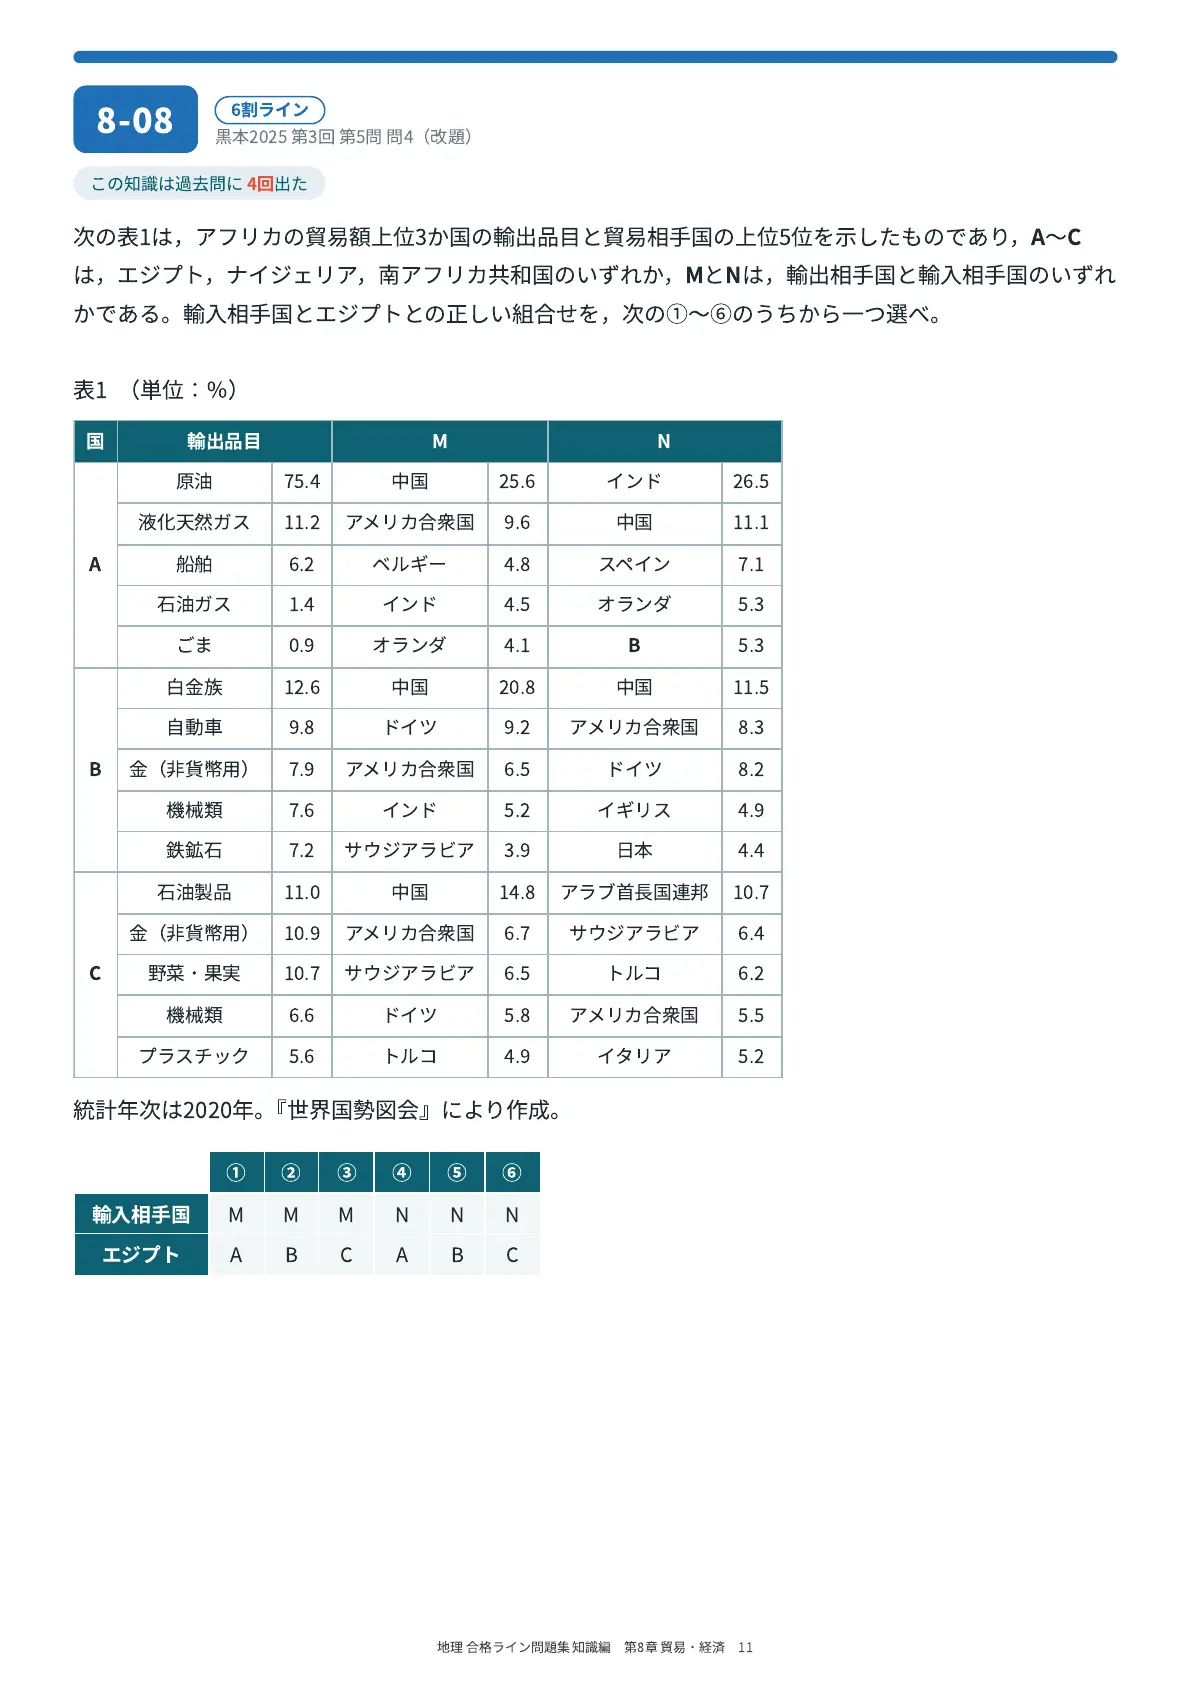 8-08
6割ライン
黒本2025 第3回 第5問 問4（改題）
この知識は過去問に 4回出た
次の表1は，アフリカの貿易額上位3か国の輸出品目と貿易相手国の上位5位を示したものであり，A～C
は，エジプト，ナイジェリア，南アフリカ共和国のいずれか，MとNは，輸出相手国と輸入相手国のいずれ
かである。輸入相手国とエジプトとの正しい組合せを，次の①～⑥のうちから一つ選べ。
表1　（単位：%）
国 輸出品目 M N
A
原油 75.4 中国 25.6 インド 26.5
液化天然ガス 11.2 アメリカ合衆国 9.6 中国 11.1
船舶 6.2 ベルギー 4.8 スペイン 7.1
石油ガス 1.4 インド 4.5 オランダ 5.3
ごま 0.9 オランダ 4.1 B 5.3
B
白金族 12.6 中国 20.8 中国 11.5
自動車 9.8 ドイツ 9.2 アメリカ合衆国 8.3
金（非貨幣用） 7.9 アメリカ合衆国 6.5 ドイツ 8.2
機械類 7.6 インド 5.2 イギリス 4.9
鉄鉱石 7.2 サウジアラビア 3.9 日本 4.4
C
石油製品 11.0 中国 14.8 アラブ首長国連邦 10.7
金（非貨幣用） 10.9 アメリカ合衆国 6.7 サウジアラビア 6.4
野菜・果実 10.7 サウジアラビア 6.5 トルコ 6.2
機械類 6.6 ドイツ 5.8 アメリカ合衆国 5.5
プラスチック 5.6 トルコ 4.9 イタリア 5.2
統計年次は2020年。『世界国勢図会』により作成。
① ② ③ ④ ⑤ ⑥
輸入相手国 M M M N N N
エジプト A B C A B C
地理 合格ライン問題集 知識編　第8章 貿易・経済　11